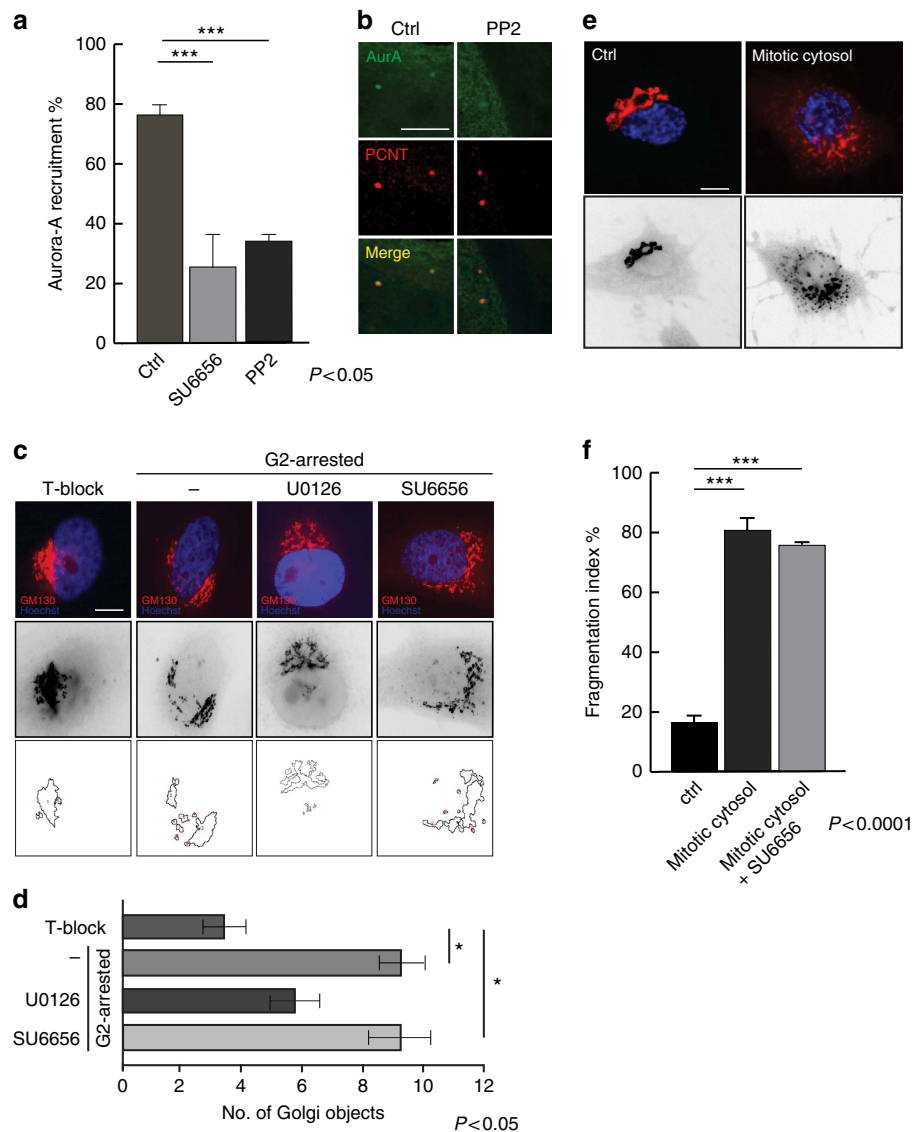 a
Aurora-A recruitment %
100
80
60
40
20
0
***
***
Ctrl
SU6656
PP2
P<0.05
b
Ctrl
PP2
AurA
PCNT
Merge
e
Ctrl
Mitotic cytosol
c
G2-arrested
T-block
–
U0126
SU6656
GM130
Hoechst
GM130
Hoechst
GM130
Hoechst
GM130
Hoechst
f
Fragmentation index %
100
80
60
40
20
0
***
***
ctrl
Mitotic cytosol
Mitotic cytosol
+ SU6656
P<0.0001
d
T-block
–
U0126
SU6656
G2-arrested
*
*
0 2 4 6 8 10 12
No. of Golgi objects
P<0.05